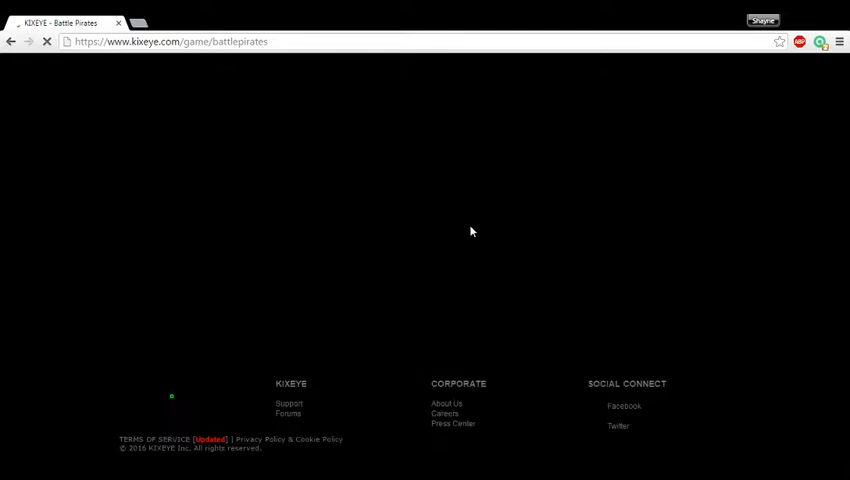 KIXEYE - Battle Pirates
Shayne
https://www.kixeye.com/game/battlepirates
ABP
KIXEYE
Support
Forums
CORPORATE
About Us
Careers
Press Center
SOCIAL CONNECT
Facebook
Twitter
TERMS OF SERVICE [Updated] | Privacy Policy & Cookie Policy
© 2016 KIXEYE Inc. All rights reserved.